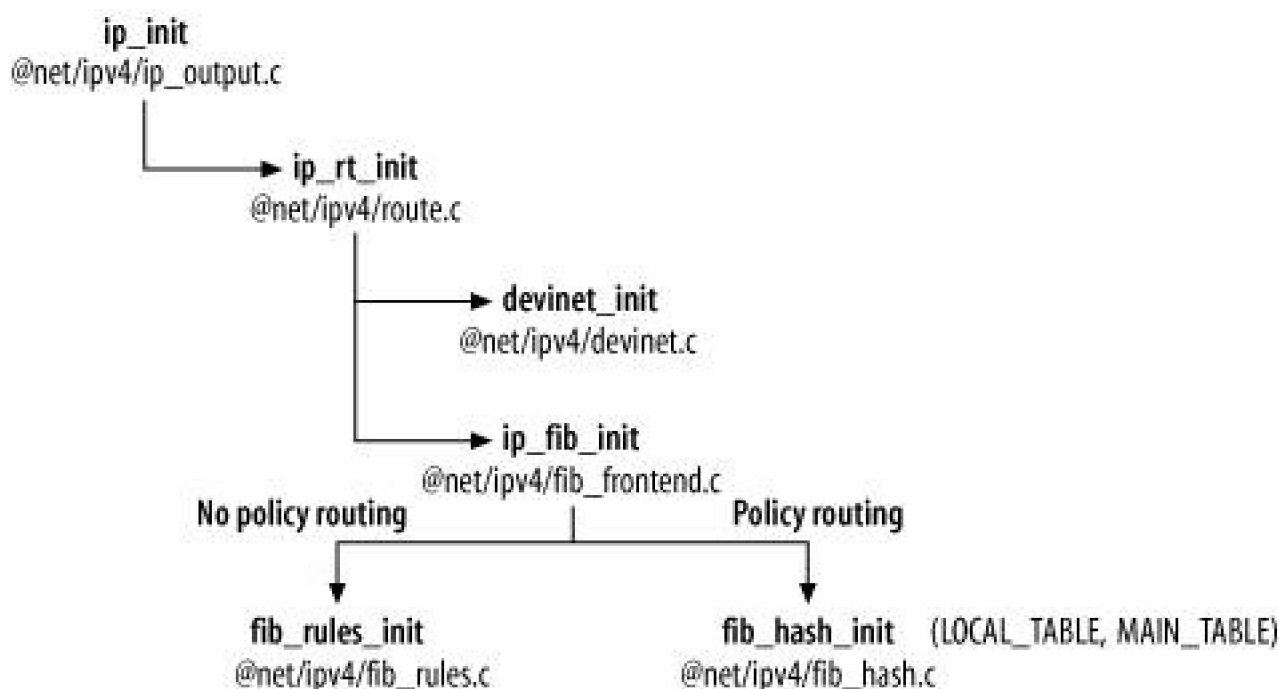 ip_init
@net/ipv4/ip_output.c
ip_rt_init
@net/ipv4/route.c
devinet_init
@net/ipv4/devinet.c
ip_fib_init
@net/ipv4/fib_frontend.c
No policy routing
Policy routing
fib_rules_init
@net/ipv4/fib_rules.c
fib_hash_init (LOCAL_TABLE, MAIN_TABLE)
@net/ipv4/fib_hash.c